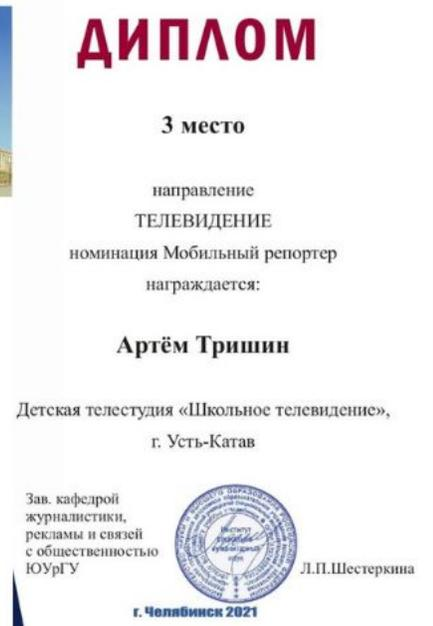 ДИПЛОМ
3 место
направление
ТЕЛЕВИДЕНИЕ
номинация Мобильный репортер
награждается:
Артём Тришин
Детская телестудия «Школьное телевидение»,
г. Усть-Катав
Зав. кафедрой
журналистики,
рекламы и связей
с общественностью
ЮУрГУ
Институт
Л.П.Шестеркина
г. Челябинск 2021